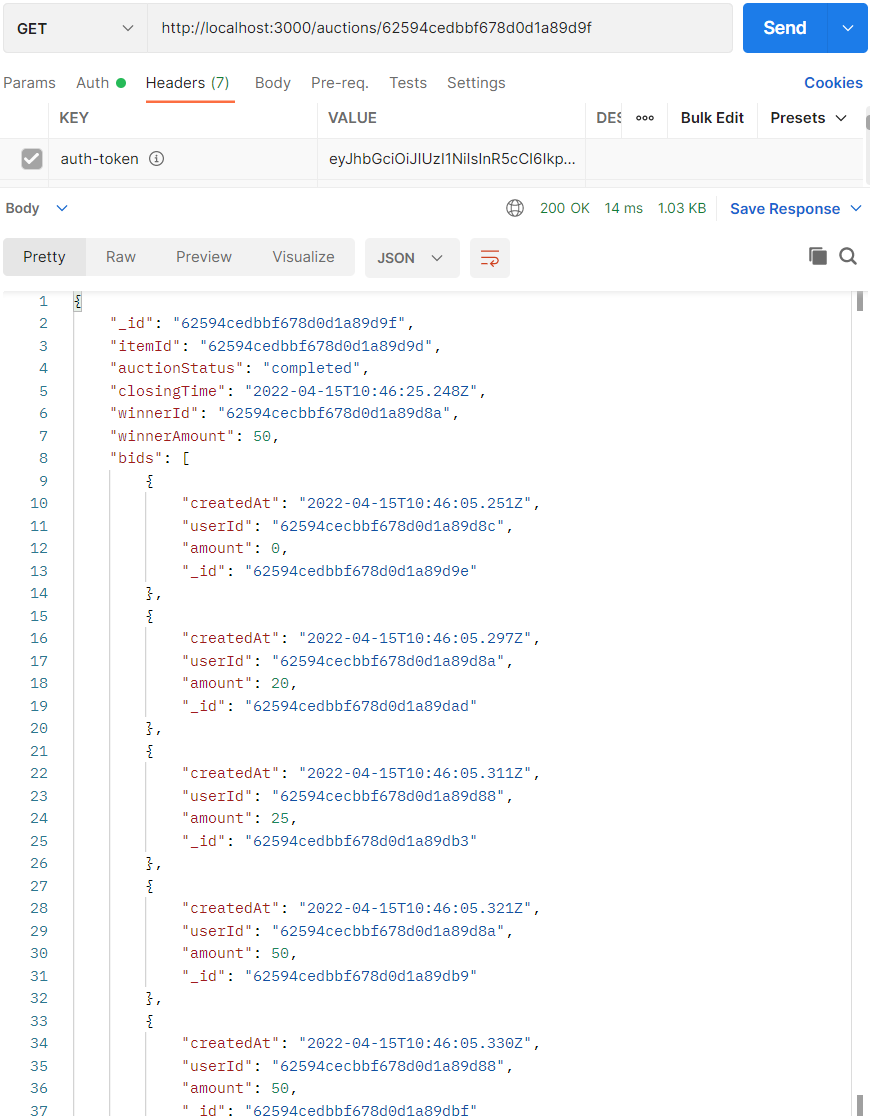 GET http://localhost:3000/auctions/62594cedbbf678d0d1a89d9f Send
Params Auth Headers (7) Body Pre-req. Tests Settings Cookies
KEY VALUE DES ooo Bulk Edit Presets
auth-token eyJhbGciOiJIUzI1NiIsInR5cCI6Ikp...
Body 200 OK 14 ms 1.03 KB Save Response
Pretty Raw Preview Visualize JSON
1 {
2 "_id": "62594cedbbf678d0d1a89d9f",
3 "itemId": "62594cedbbf678d0d1a89d9d",
4 "auctionStatus": "completed",
5 "closingTime": "2022-04-15T10:46:25.248Z",
6 "winnerId": "62594cecbbf678d0d1a89d8a",
7 "winnerAmount": 50,
8 "bids": [
9 {
10 "createdAt": "2022-04-15T10:46:05.251Z",
11 "userId": "62594cecbbf678d0d1a89d8c",
12 "amount": 0,
13 "_id": "62594cedbbf678d0d1a89d9e"
14 },
15 {
16 "createdAt": "2022-04-15T10:46:05.297Z",
17 "userId": "62594cecbbf678d0d1a89d8a",
18 "amount": 20,
19 "_id": "62594cedbbf678d0d1a89dad"
20 },
21 {
22 "createdAt": "2022-04-15T10:46:05.311Z",
23 "userId": "62594cecbbf678d0d1a89d88",
24 "amount": 25,
25 "_id": "62594cedbbf678d0d1a89db3"
26 },
27 {
28 "createdAt": "2022-04-15T10:46:05.321Z",
29 "userId": "62594cecbbf678d0d1a89d8a",
30 "amount": 50,
31 "_id": "62594cedbbf678d0d1a89db9"
32 },
33 {
34 "createdAt": "2022-04-15T10:46:05.330Z",
35 "userId": "62594cecbbf678d0d1a89d88",
36 "amount": 50,
37 "_id": "62594cedbbf678d0d1a89dbf"